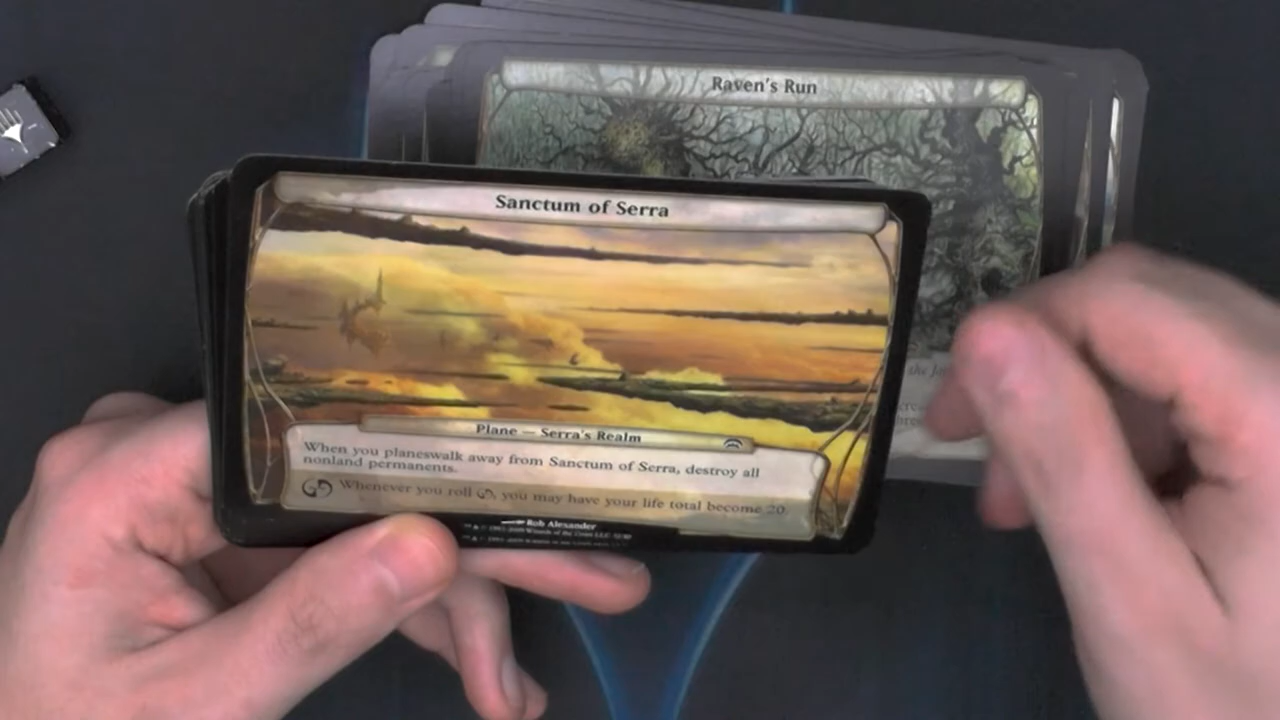 Raven's Run
Sanctum of Serra
Plane — Serra's Realm
When you planeswalk away from Sanctum of Serra, destroy all
nonland permanents.
Whenever you roll , you may have your life total become 20.
Rob Alexander
the